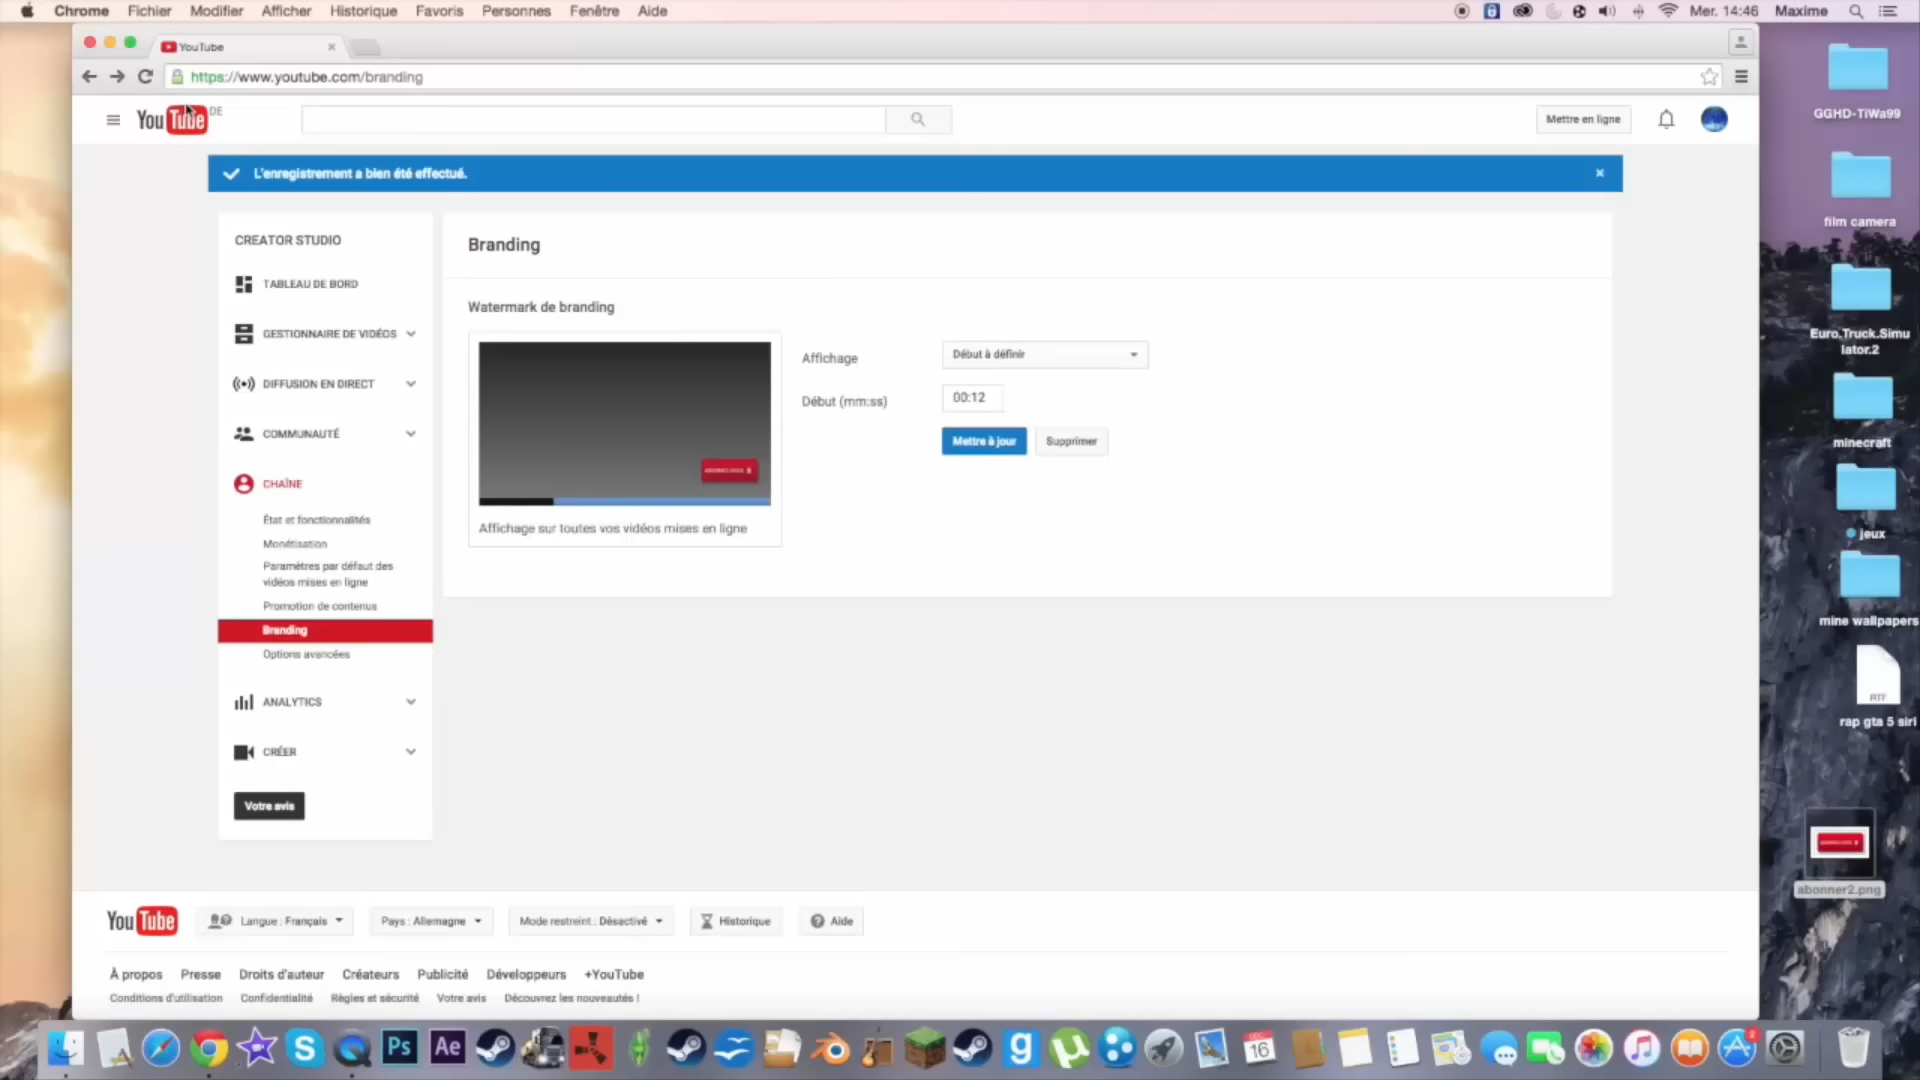 Chrome Fichier Modifier Afficher Historique Favoris Personnes Fenêtre Aide Mer. 14:46 Maxime
YouTube
https://www.youtube.com/branding
YouTube DE
Mettre en ligne
L'enregistrement a bien été effectué.
CREATOR STUDIO
TABLEAU DE BORD
GESTIONNAIRE DE VIDÉOS
DIFFUSION EN DIRECT
COMMUNAUTÉ
CHAÎNE
État et fonctionnalités
Monétisation
Paramètres par défaut des
vidéos mises en ligne
Promotion de contenus
Branding
Options avancées
ANALYTICS
CRÉER
Votre avis
Branding
Watermark de branding
Affichage sur toutes vos vidéos mises en ligne
Affichage
Début à définir
Début (mm:ss)
00:12
Mettre à jour
Supprimer
YouTube
Langue : Français
Pays : Allemagne
Mode restreint : Désactivé
Historique
Aide
À propos Presse Droits d'auteur Créateurs Publicité Développeurs +YouTube
Conditions d'utilisation Confidentialité Règles et sécurité Votre avis Découvrez les nouveautés !
GGHD-TiWa99
film camera
Euro.Truck.Simu
lator.2
minecraft
jeux
mine wallpapers
RTF
rap gta 5 sirl
abonner2.png
Ps
Ae
16